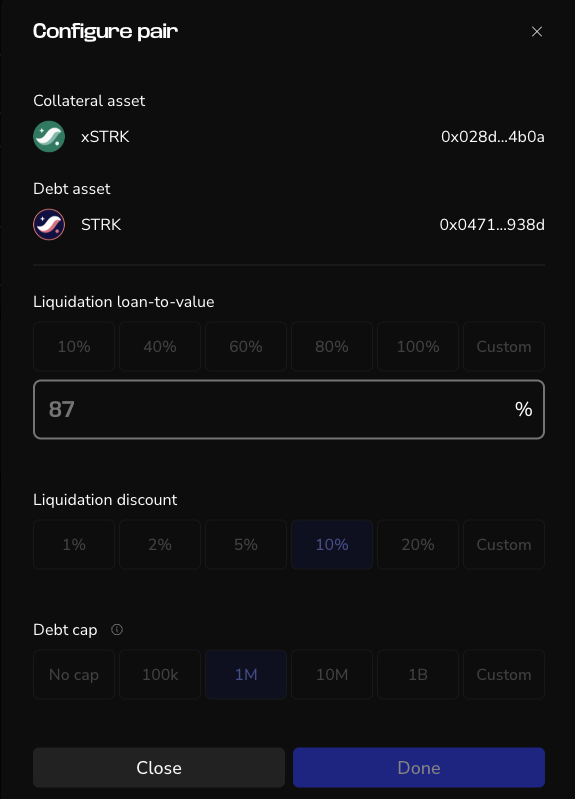 Configure pair
Collateral asset
xSTRK 0x028d...4b0a
Debt asset
STRK 0x0471...938d
Liquidation loan-to-value
10% 40% 60% 80% 100% Custom
87 %
Liquidation discount
1% 2% 5% 10% 20% Custom
Debt cap
No cap 100k 1M 10M 1B Custom
Close Done